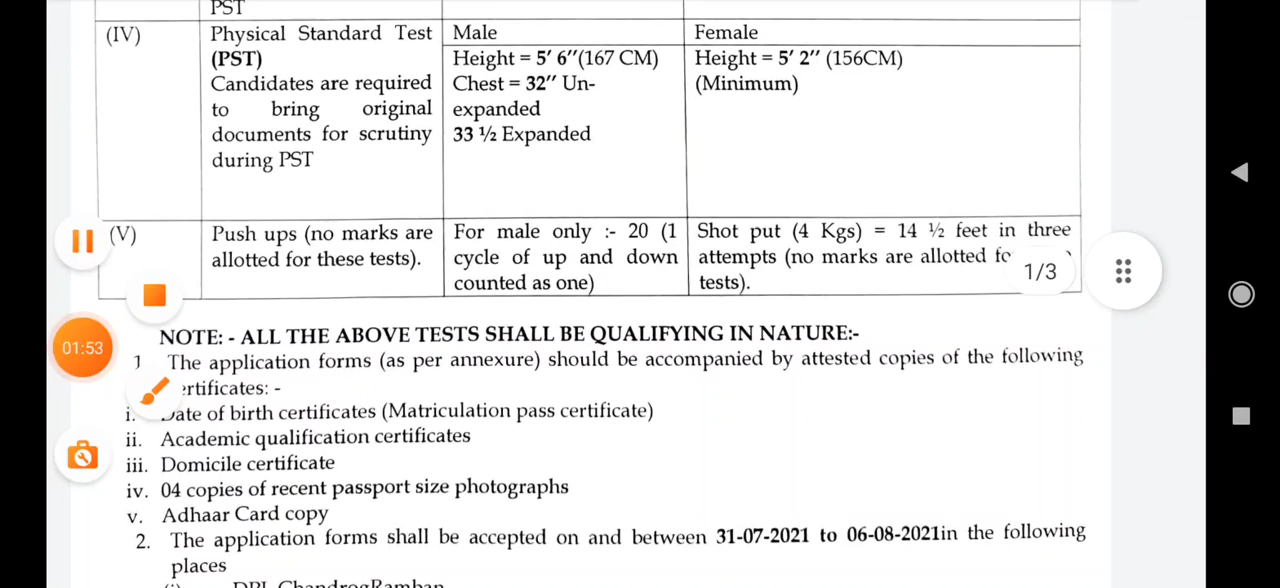 PST
(IV)
Physical Standard Test
(PST)
Candidates are required
to bring original
documents for scrutiny
during PST
Male
Height = 5′ 6″(167 CM)
Chest = 32″ Un-
expanded
33 ½ Expanded
Female
Height = 5′ 2″ (156CM)
(Minimum)
(V)
Push ups (no marks are
allotted for these tests).
For male only :- 20 (1
cycle of up and down
counted as one)
Shot put (4 Kgs) = 14 ½ feet in three
attempts (no marks are allotted
tests).
1/3
01:53
NOTE: - ALL THE ABOVE TESTS SHALL BE QUALIFYING IN NATURE:-
1 The application forms (as per annexure) should be accompanied by attested copies of the following
ertificates: -
i. Date of birth certificates (Matriculation pass certificate)
ii. Academic qualification certificates
iii. Domicile certificate
iv. 04 copies of recent passport size photographs
v. Adhaar Card copy
2. The application forms shall be accepted on and between 31-07-2021 to 06-08-2021in the following
places